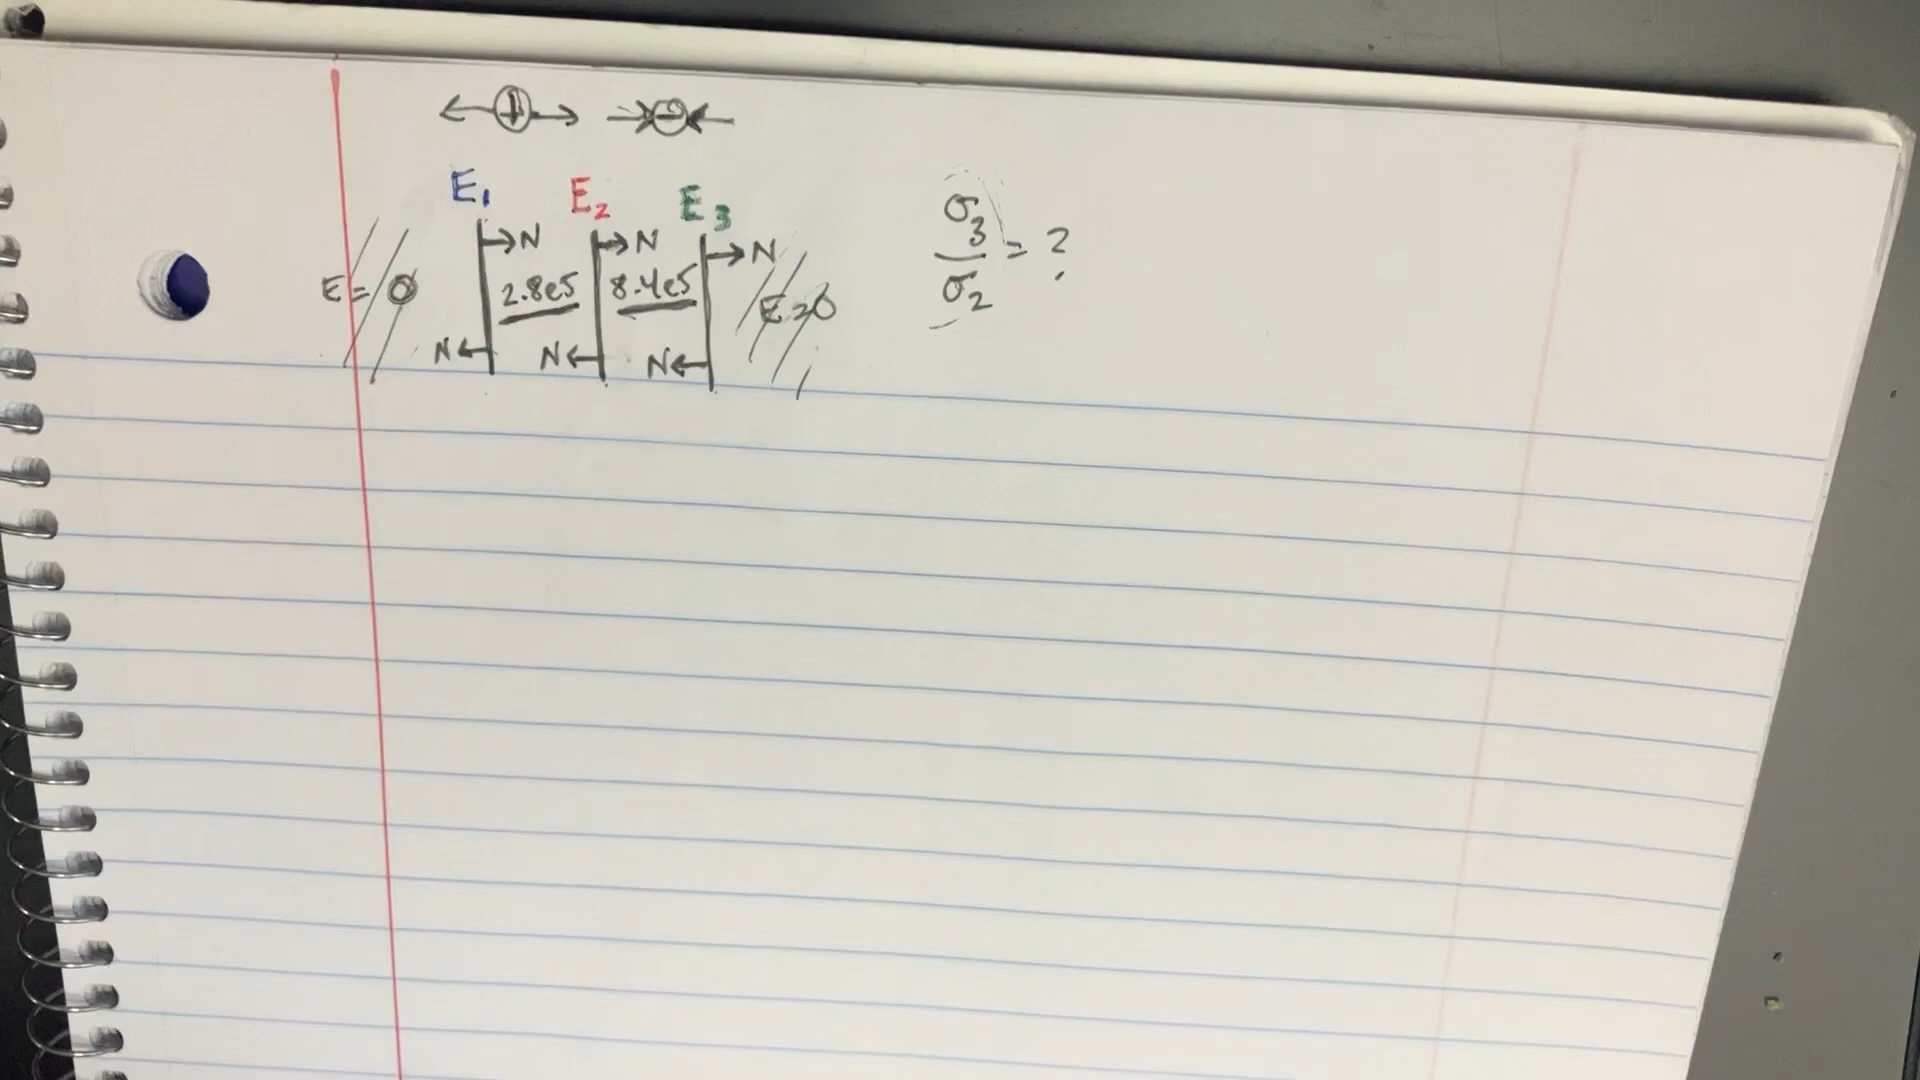 ← + → → - ←
E₁ E₂ E₃
→N →N →N
E = 0 2.8e5 8.4e5 E = 0
N← N← N←
σ₃/σ₂ = ?